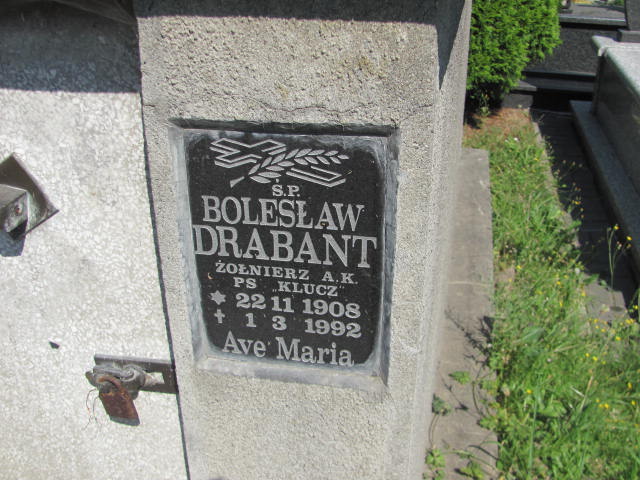 Ś.P.
BOLESŁAW
DRABANT
ŻOŁNIERZ A.K.
PS „KLUCZ"
✶ 22 11 1908
✝ 1 3 1992
Ave Maria